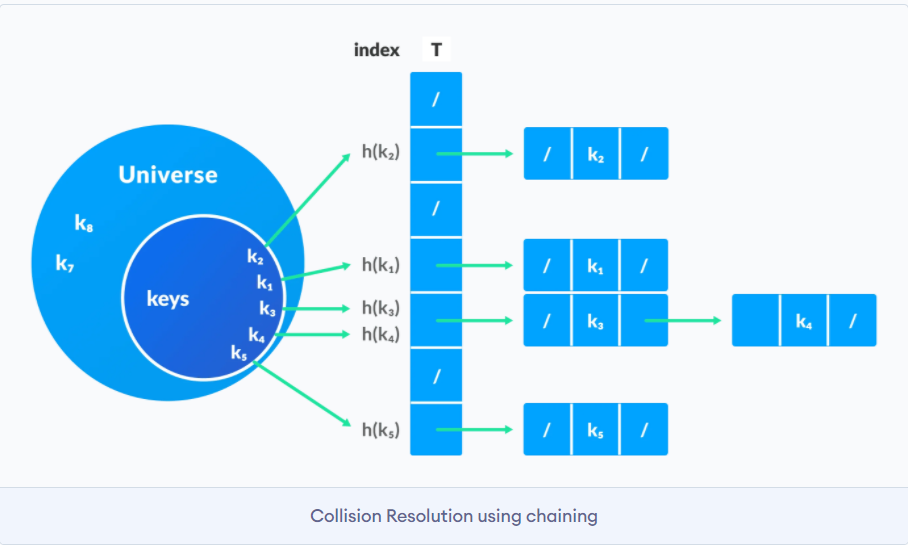 index T
/
h(k₂) / k₂ /
Universe
/
k₈
k₇
k₂
h(k₁) / k₁ /
k₁
keys
k₃
h(k₃) / k₃ k₄ /
k₄
h(k₄)
k₅
/
h(k₅) / k₅ /
Collision Resolution using chaining